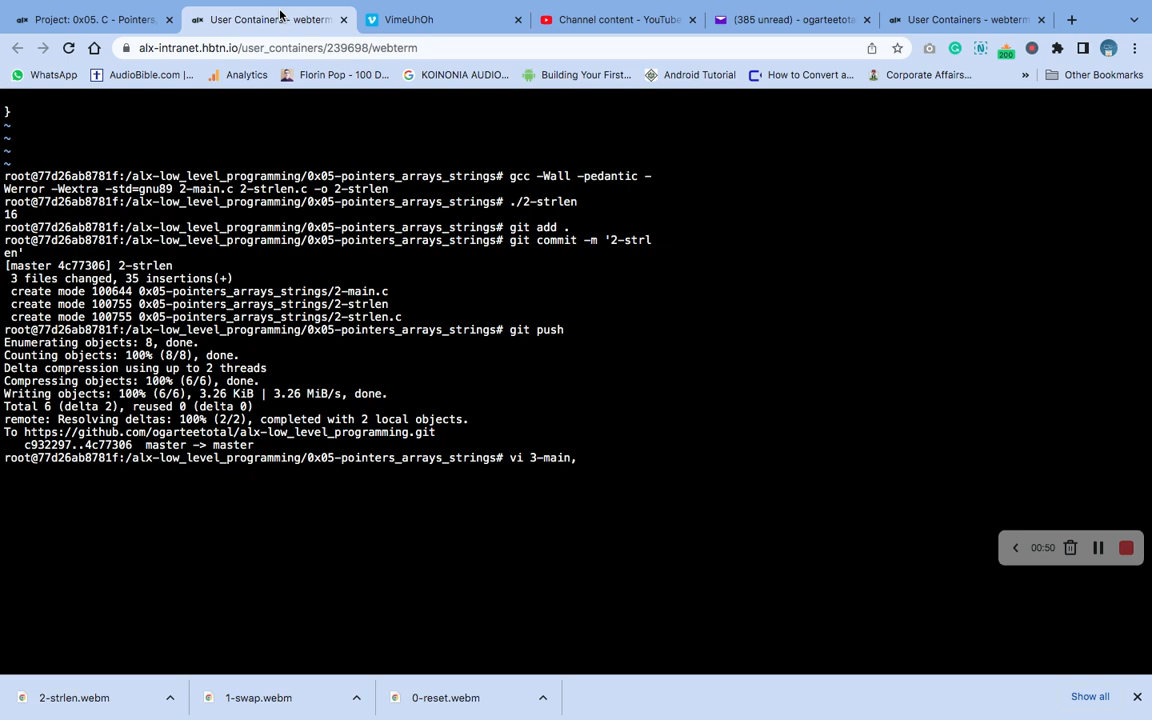 Project: 0x05. C - Pointers,
User Containers - webterm
VimeUhOh
Channel content - YouTube
(385 unread) - ogarteetota
User Containers - webterm
alx-intranet.hbtn.io/user_containers/239698/webterm
200
WhatsApp
AudioBible.com |...
Analytics
Florin Pop - 100 D...
KOINONIA AUDIO...
Building Your First...
Android Tutorial
How to Convert a...
Corporate Affairs...
»
Other Bookmarks
}
~
~
~
~
root@77d26ab8781f:/alx-low_level_programming/0x05-pointers_arrays_strings# gcc -Wall -pedantic -
Werror -Wextra -std=gnu89 2-main.c 2-strlen.c -o 2-strlen
root@77d26ab8781f:/alx-low_level_programming/0x05-pointers_arrays_strings# ./2-strlen
16
root@77d26ab8781f:/alx-low_level_programming/0x05-pointers_arrays_strings# git add .
root@77d26ab8781f:/alx-low_level_programming/0x05-pointers_arrays_strings# git commit -m '2-strl
en'
[master 4c77306] 2-strlen
3 files changed, 35 insertions(+)
create mode 100644 0x05-pointers_arrays_strings/2-main.c
create mode 100755 0x05-pointers_arrays_strings/2-strlen
create mode 100755 0x05-pointers_arrays_strings/2-strlen.c
root@77d26ab8781f:/alx-low_level_programming/0x05-pointers_arrays_strings# git push
Enumerating objects: 8, done.
Counting objects: 100% (8/8), done.
Delta compression using up to 2 threads
Compressing objects: 100% (6/6), done.
Writing objects: 100% (6/6), 3.26 KiB | 3.26 MiB/s, done.
Total 6 (delta 2), reused 0 (delta 0)
remote: Resolving deltas: 100% (2/2), completed with 2 local objects.
To https://github.com/ogarteetotal/alx-low_level_programming.git
c932297..4c77306 master -> master
root@77d26ab8781f:/alx-low_level_programming/0x05-pointers_arrays_strings# vi 3-main,
00:50
2-strlen.webm
1-swap.webm
0-reset.webm
Show all